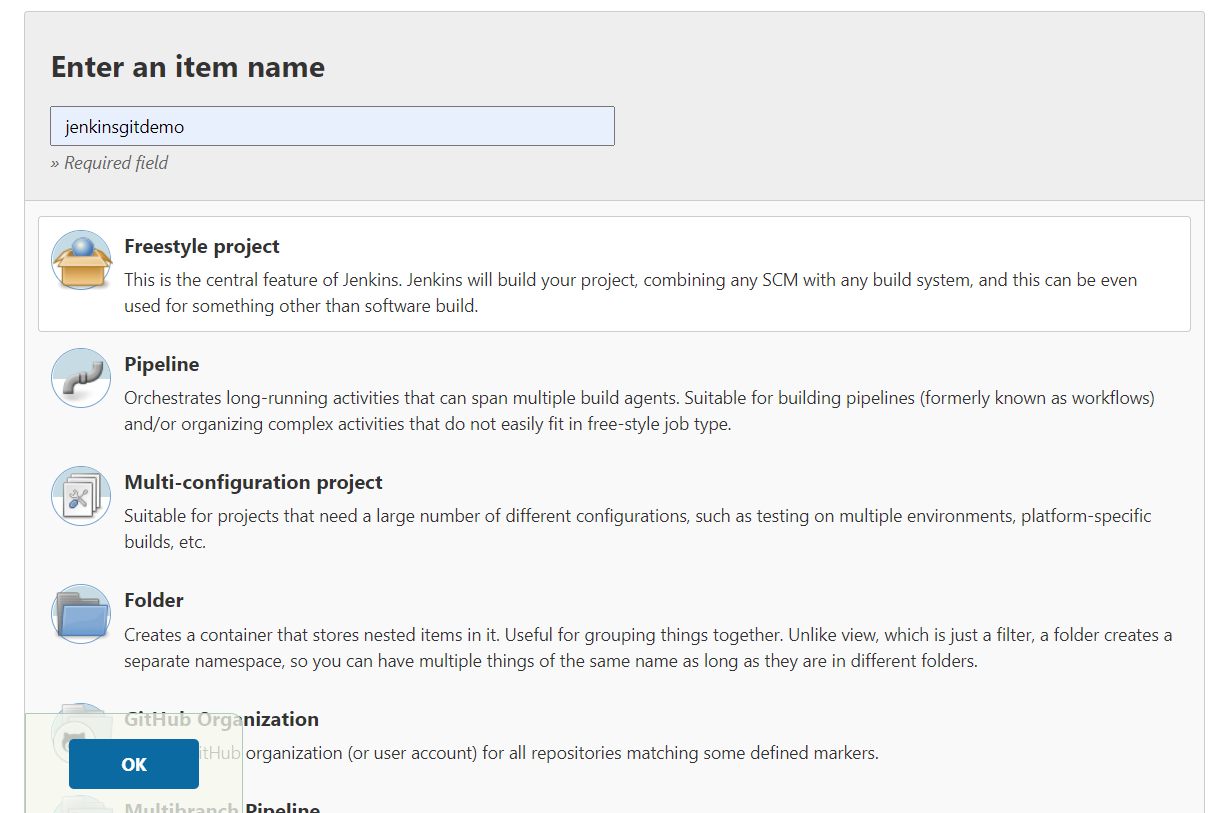 Enter an item name
jenkinsgitdemo
» Required field
Freestyle project
This is the central feature of Jenkins. Jenkins will build your project, combining any SCM with any build system, and this can be even
used for something other than software build.
Pipeline
Orchestrates long-running activities that can span multiple build agents. Suitable for building pipelines (formerly known as workflows)
and/or organizing complex activities that do not easily fit in free-style job type.
Multi-configuration project
Suitable for projects that need a large number of different configurations, such as testing on multiple environments, platform-specific
builds, etc.
Folder
Creates a container that stores nested items in it. Useful for grouping things together. Unlike view, which is just a filter, a folder creates a
separate namespace, so you can have multiple things of the same name as long as they are in different folders.
GitHub Organization
itHub organization (or user account) for all repositories matching some defined markers.
OK
Multibranch Pipeline